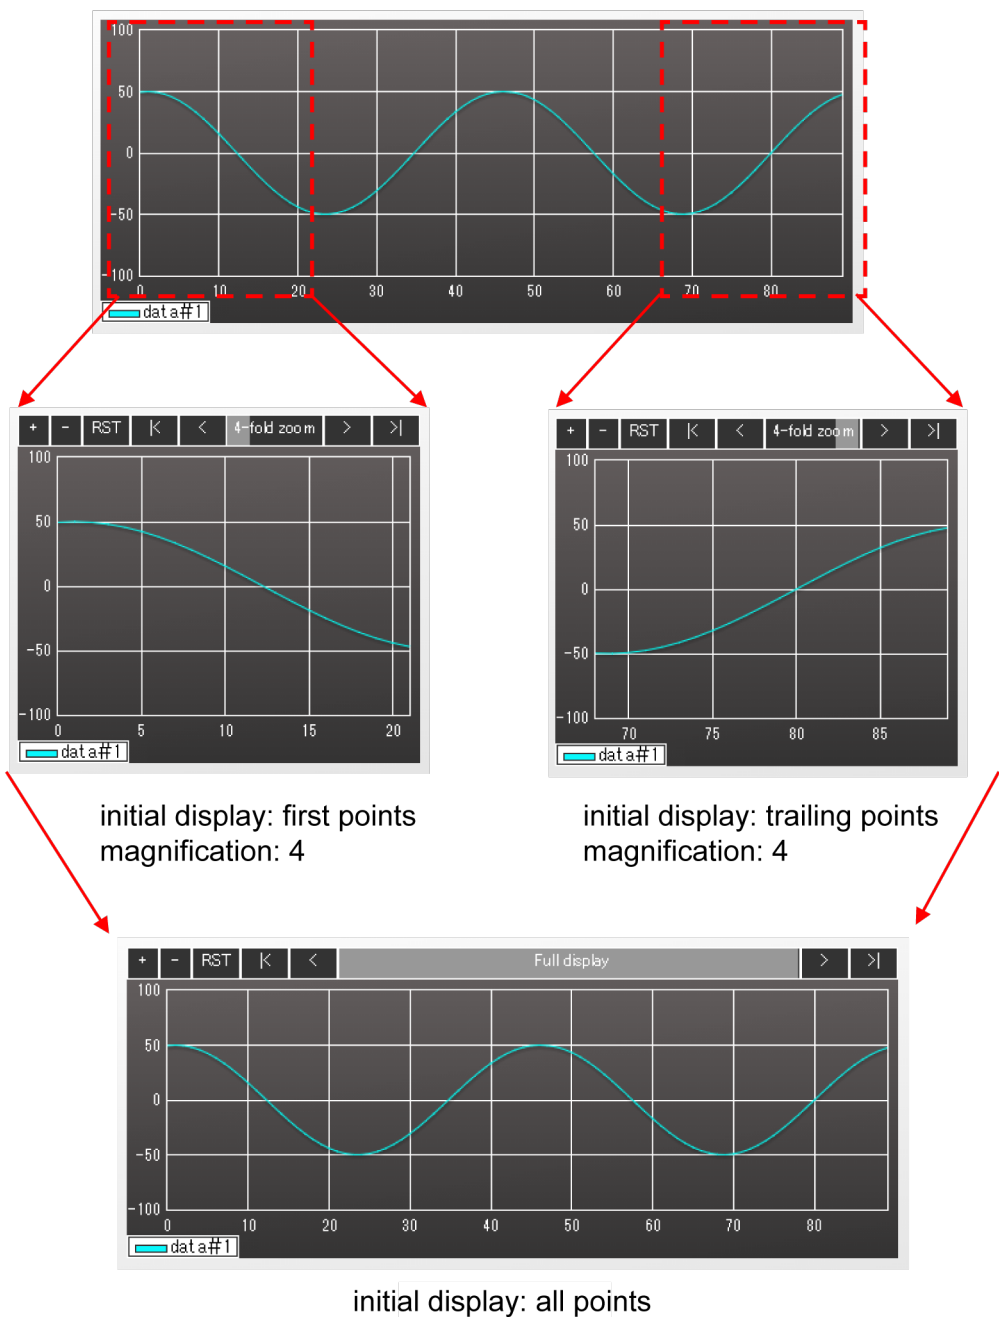 100
50
0
-50
-100
0 10 20 30 40 50 60 70 80
data#1
+ - RST |< < 4-fold zoom > >|
100
50
0
-50
-100
0 5 10 15 20
data#1
+ - RST |< < 4-fold zoom > >|
100
50
0
-50
-100
70 75 80 85
data#1
initial display: first points
magnification: 4
initial display: trailing points
magnification: 4
+ - RST |< < Full display > >|
100
50
0
-50
-100
0 10 20 30 40 50 60 70 80
data#1
initial display: all points